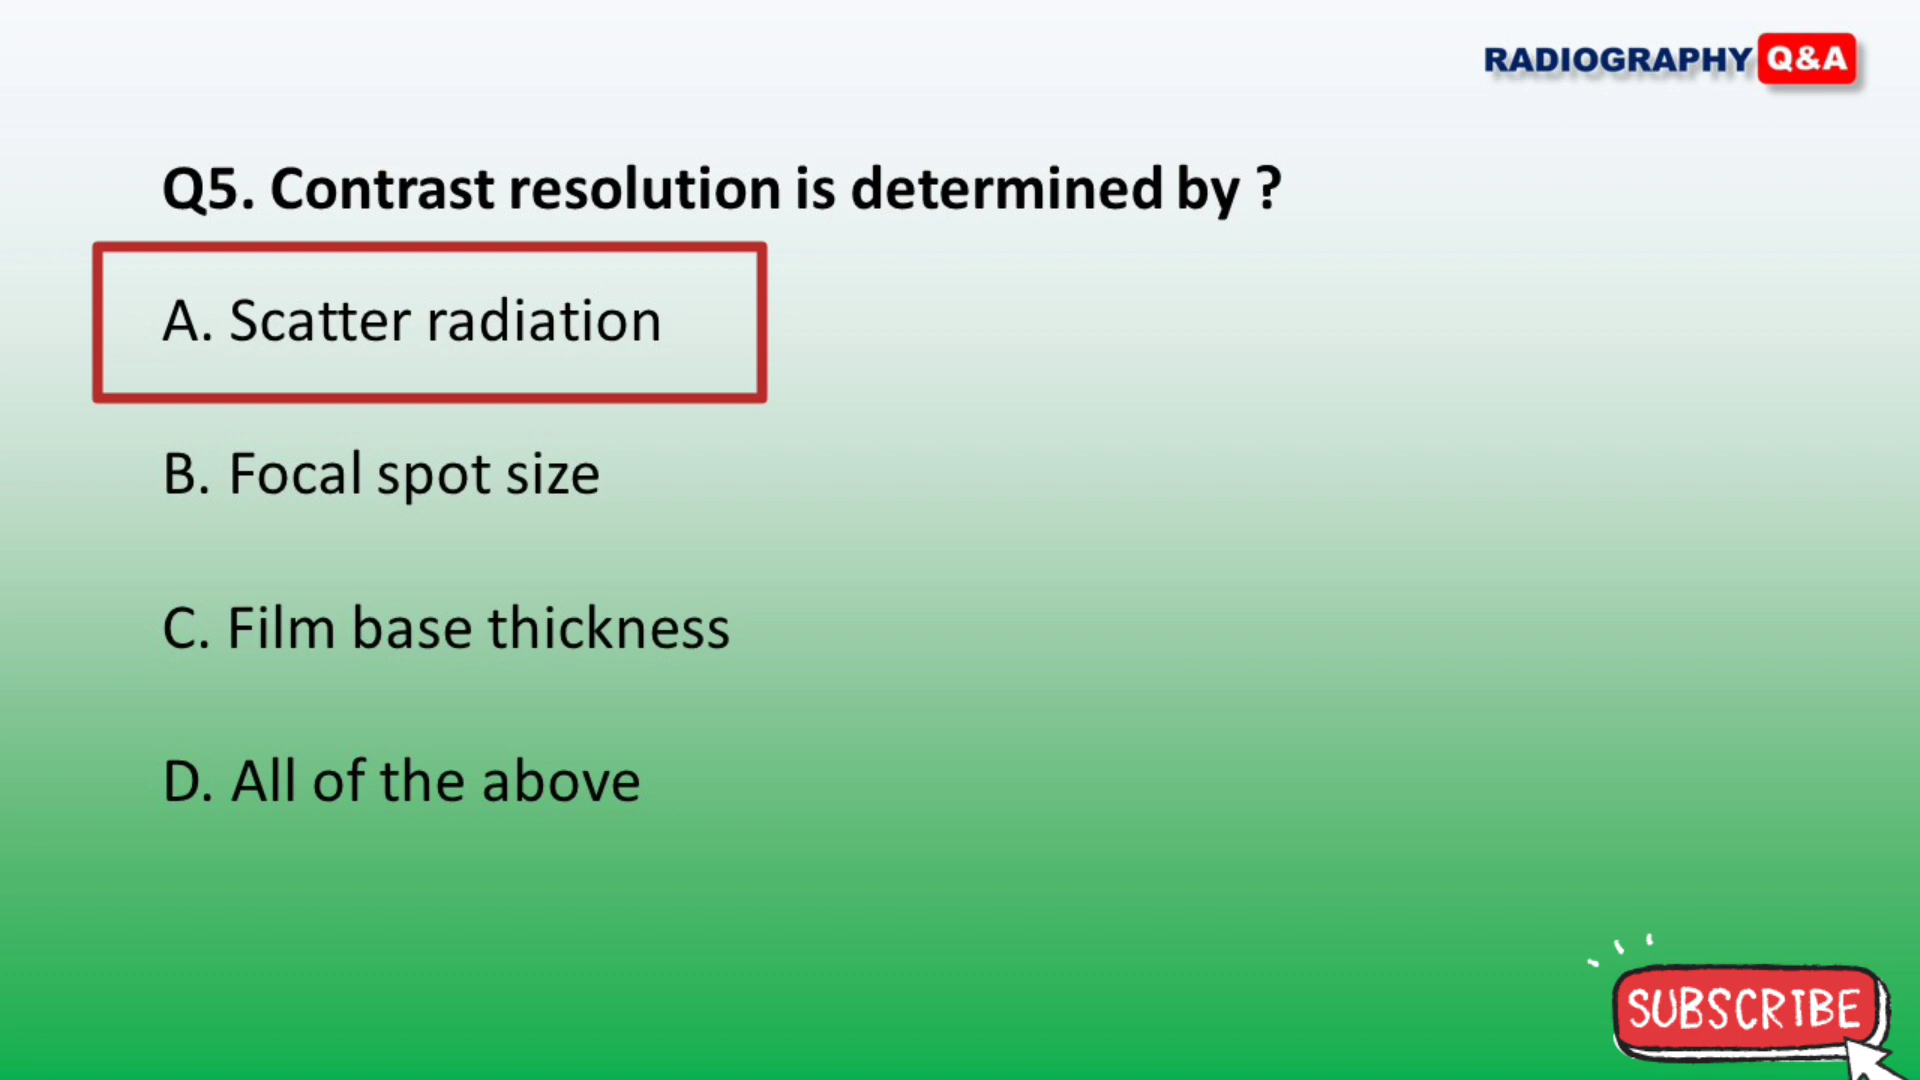 RADIOGRAPHY Q&A
Q5. Contrast resolution is determined by ?
A. Scatter radiation
B. Focal spot size
C. Film base thickness
D. All of the above
SUBSCRIBE